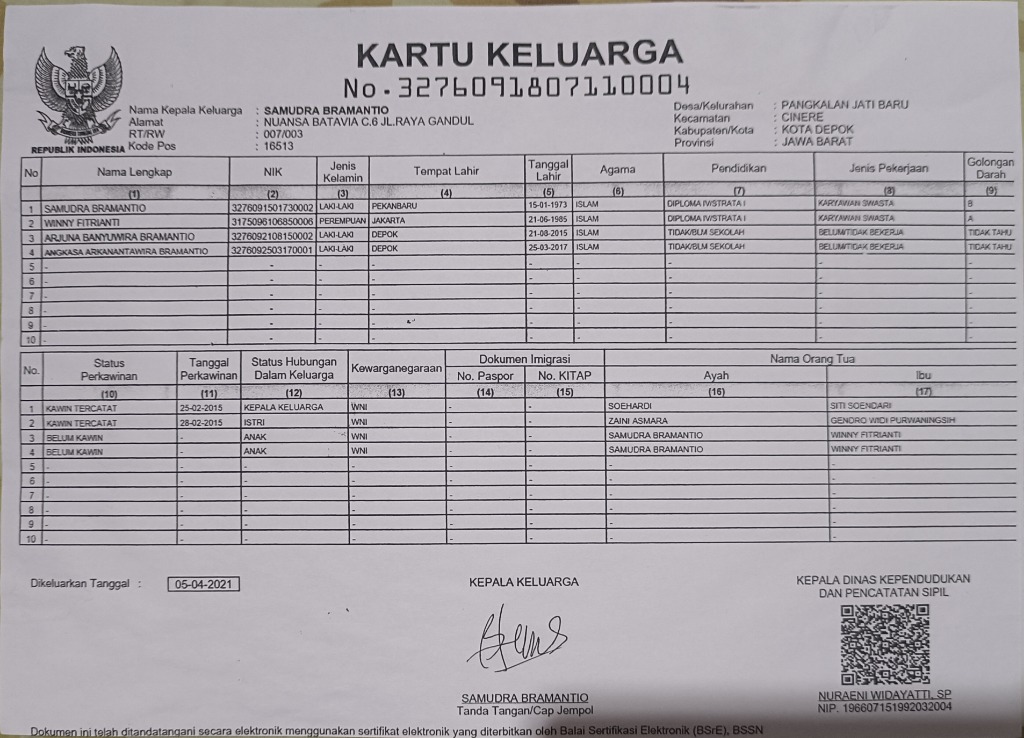 KARTU KELUARGA
No. 3276091807110004
REPUBLIK INDONESIA
Nama Kepala Keluarga : SAMUDRA BRAMANTIO
Alamat : NUANSA BATAVIA C.6 JL.RAYA GANDUL
RT/RW : 007/003
Kode Pos : 16513
Desa/Kelurahan : PANGKALAN JATI BARU
Kecamatan : CINERE
Kabupaten/Kota : KOTA DEPOK
Provinsi : JAWA BARAT
No Nama Lengkap NIK Jenis Kelamin Tempat Lahir Tanggal Lahir Agama Pendidikan Jenis Pekerjaan Golongan Darah
(1) (2) (3) (4) (5) (6) (7) (8) (9)
1 SAMUDRA BRAMANTIO 3276091501730002 LAKI-LAKI PEKANBARU 15-01-1973 ISLAM DIPLOMA IV/STRATA I KARYAWAN SWASTA B
2 WINNY FITRIANTI 3175096106850006 PEREMPUAN JAKARTA 21-06-1985 ISLAM DIPLOMA IV/STRATA I KARYAWAN SWASTA A
3 ARJUNA BANYUWIRA BRAMANTIO 3276092108150002 LAKI-LAKI DEPOK 21-08-2015 ISLAM TIDAK/BLM SEKOLAH BELUM/TIDAK BEKERJA TIDAK TAHU
4 ANGKASA ARKANANTAWIRA BRAMANTIO 3276092503170001 LAKI-LAKI DEPOK 25-03-2017 ISLAM TIDAK/BLM SEKOLAH BELUM/TIDAK BEKERJA TIDAK TAHU
5 - - - - - - - - -
6 - - - - - - - - -
7 - - - - - - - - -
8 - - - - - - - - -
9 - - - - - - - - -
10 - - - - - - - - -
No. Status Perkawinan Tanggal Perkawinan Status Hubungan Dalam Keluarga Kewarganegaraan Dokumen Imigrasi Nama Orang Tua
No. Paspor No. KITAP Ayah Ibu
(10) (11) (12) (13) (14) (15) (16) (17)
1 KAWIN TERCATAT 25-02-2015 KEPALA KELUARGA WNI - - SOEHARDI SITI SOENDARI
2 KAWIN TERCATAT 28-02-2015 ISTRI WNI - - ZAINI ASMARA GENDRO WIDI PURWANINGSIH
3 BELUM KAWIN - ANAK WNI - - SAMUDRA BRAMANTIO WINNY FITRIANTI
4 BELUM KAWIN - ANAK WNI - - SAMUDRA BRAMANTIO WINNY FITRIANTI
5 - - - - - - - -
6 - - - - - - - -
7 - - - - - - - -
8 - - - - - - - -
9 - - - - - - - -
10 - - - - - - - -
Dikeluarkan Tanggal : 05-04-2021
KEPALA KELUARGA
SAMUDRA BRAMANTIO
Tanda Tangan/Cap Jempol
KEPALA DINAS KEPENDUDUKAN
DAN PENCATATAN SIPIL
NURAENI WIDAYATTI, SP
NIP. 196607151992032004
Dokumen ini telah ditandatangani secara elektronik menggunakan sertifikat elektronik yang diterbitkan oleh Balai Sertifikasi Elektronik (BSrE), BSSN